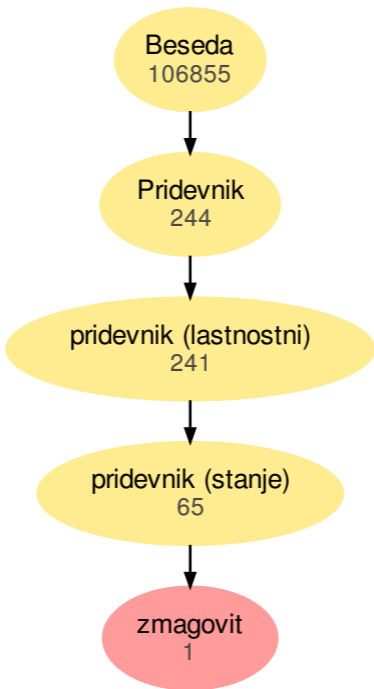 Beseda
106855
Pridevnik
244
pridevnik (lastnostni)
241
pridevnik (stanje)
65
zmagovit
1